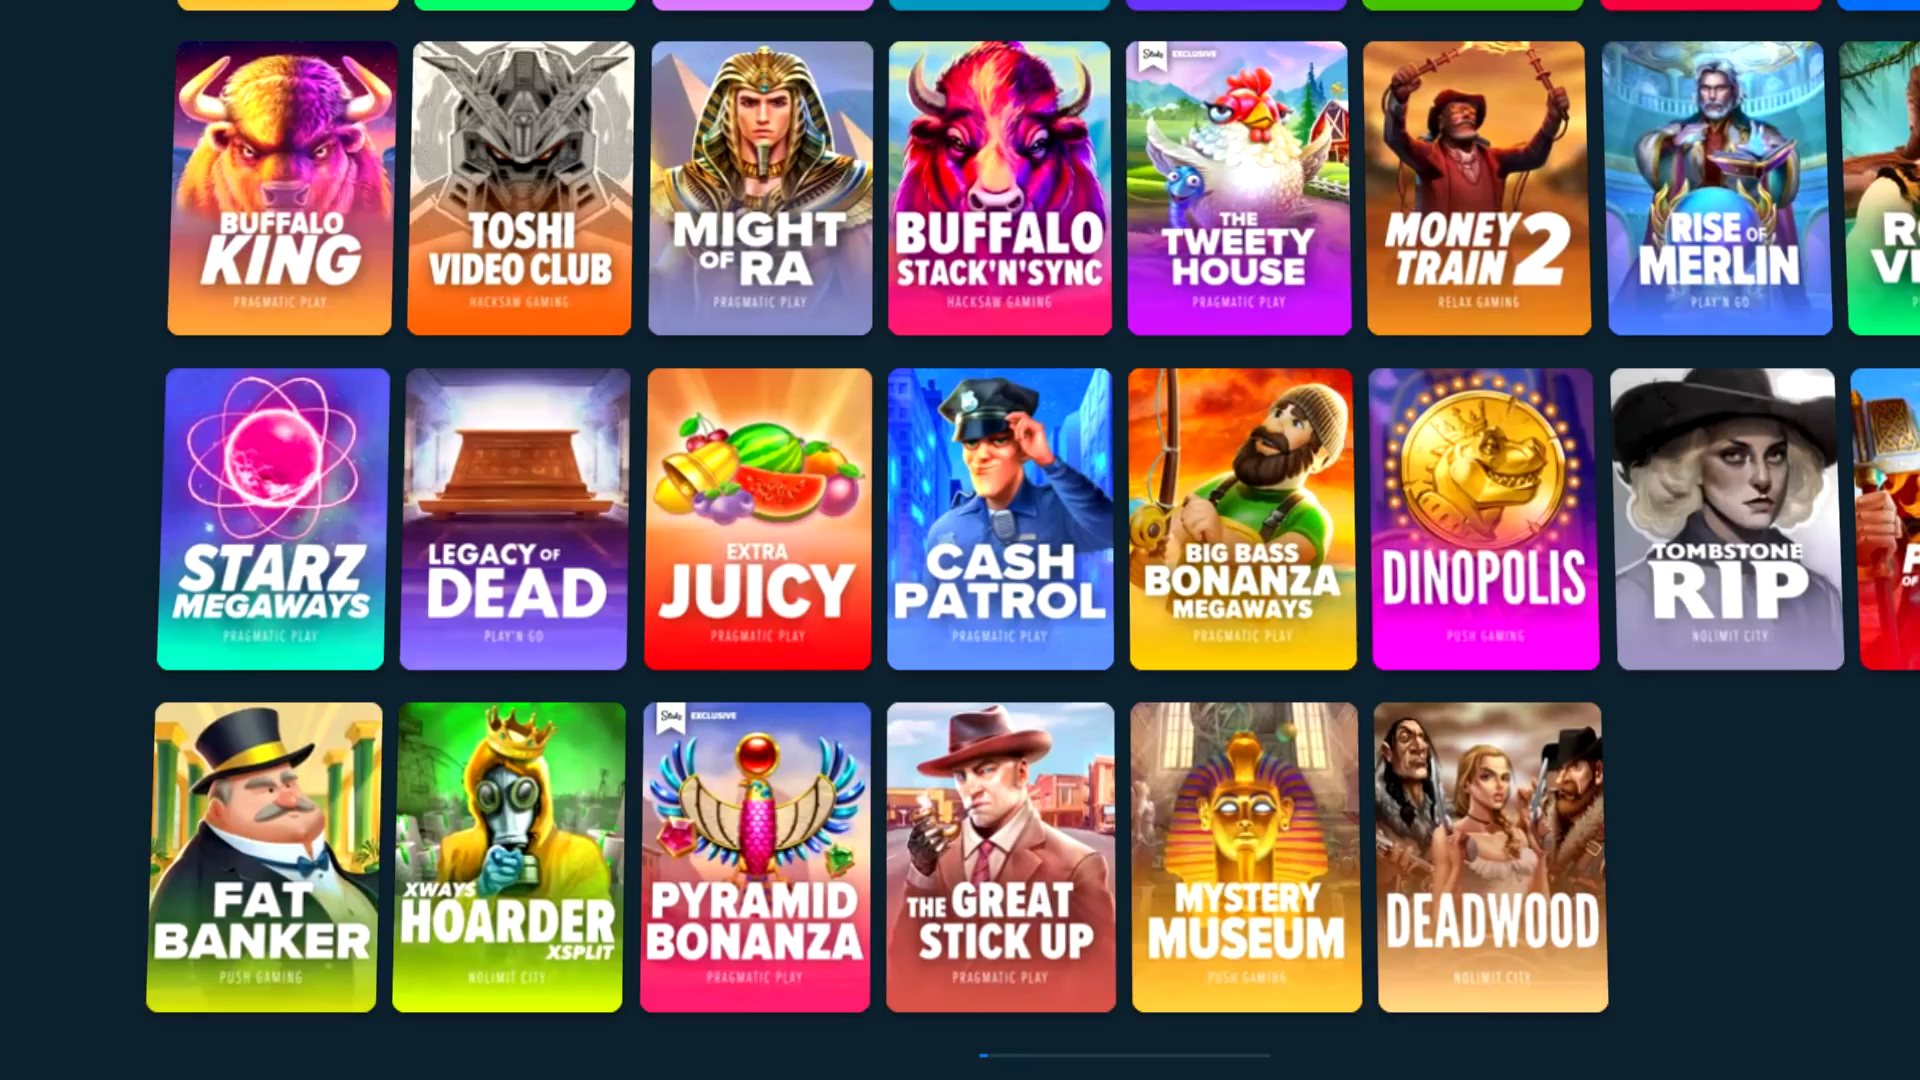 BUFFALO
KING
PRAGMATIC PLAY
TOSHI
VIDEO CLUB
HACKSAW GAMING
MIGHT
OF RA
PRAGMATIC PLAY
BUFFALO
STACK'N'SYNC
HACKSAW GAMING
Stake EXCLUSIVE
THE
TWEETY
HOUSE
PRAGMATIC PLAY
MONEY
TRAIN 2
RELAX GAMING
RISE OF
MERLIN
PLAY'N GO
STARZ
MEGAWAYS
PRAGMATIC PLAY
LEGACY OF
DEAD
PLAY'N GO
EXTRA
JUICY
PRAGMATIC PLAY
CASH
PATROL
PRAGMATIC PLAY
BIG BASS
BONANZA
MEGAWAYS
PRAGMATIC PLAY
DINOPOLIS
PUSH GAMING
TOMBSTONE
RIP
NOLIMIT CITY
FAT
BANKER
PUSH GAMING
XWAYS
HOARDER
XSPLIT
NOLIMIT CITY
Stake EXCLUSIVE
PYRAMID
BONANZA
PRAGMATIC PLAY
THE GREAT
STICK UP
PRAGMATIC PLAY
MYSTERY
MUSEUM
PUSH GAMING
DEADWOOD
NOLIMIT CITY